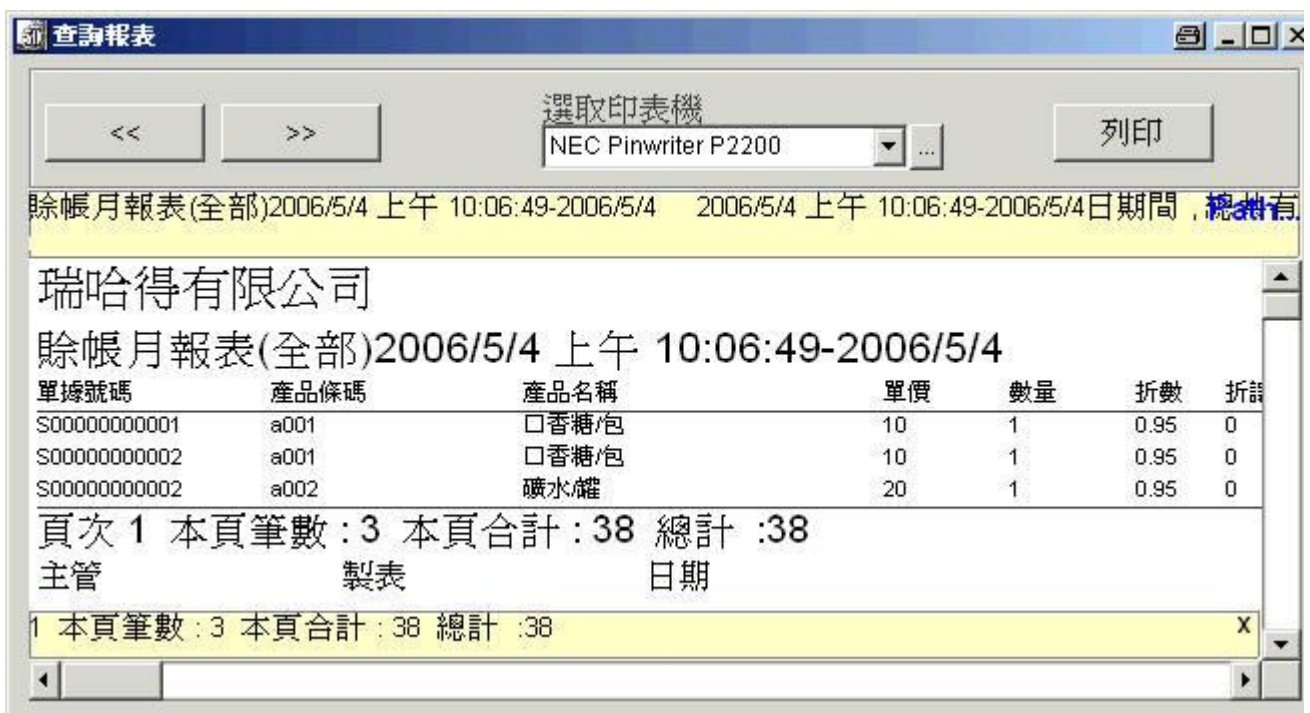 查詢報表
<< >>
選取印表機
NEC Pinwriter P2200 ...
列印
賒帳月報表(全部)2006/5/4 上午 10:06:49-2006/5/4 2006/5/4 上午 10:06:49-2006/5/4日期間 ,
瑞哈得有限公司
賒帳月報表(全部)2006/5/4 上午 10:06:49-2006/5/4
單據號碼 產品條碼 產品名稱 單價 數量 折數
S00000000001 a001 口香糖/包 10 1 0.95 0
S00000000002 a001 口香糖/包 10 1 0.95 0
S00000000002 a002 礦水/罐 20 1 0.95 0
頁次 1 本頁筆數 : 3 本頁合計 : 38 總計 :38
主管 製表 日期
1 本頁筆數 : 3 本頁合計 : 38 總計 :38 X